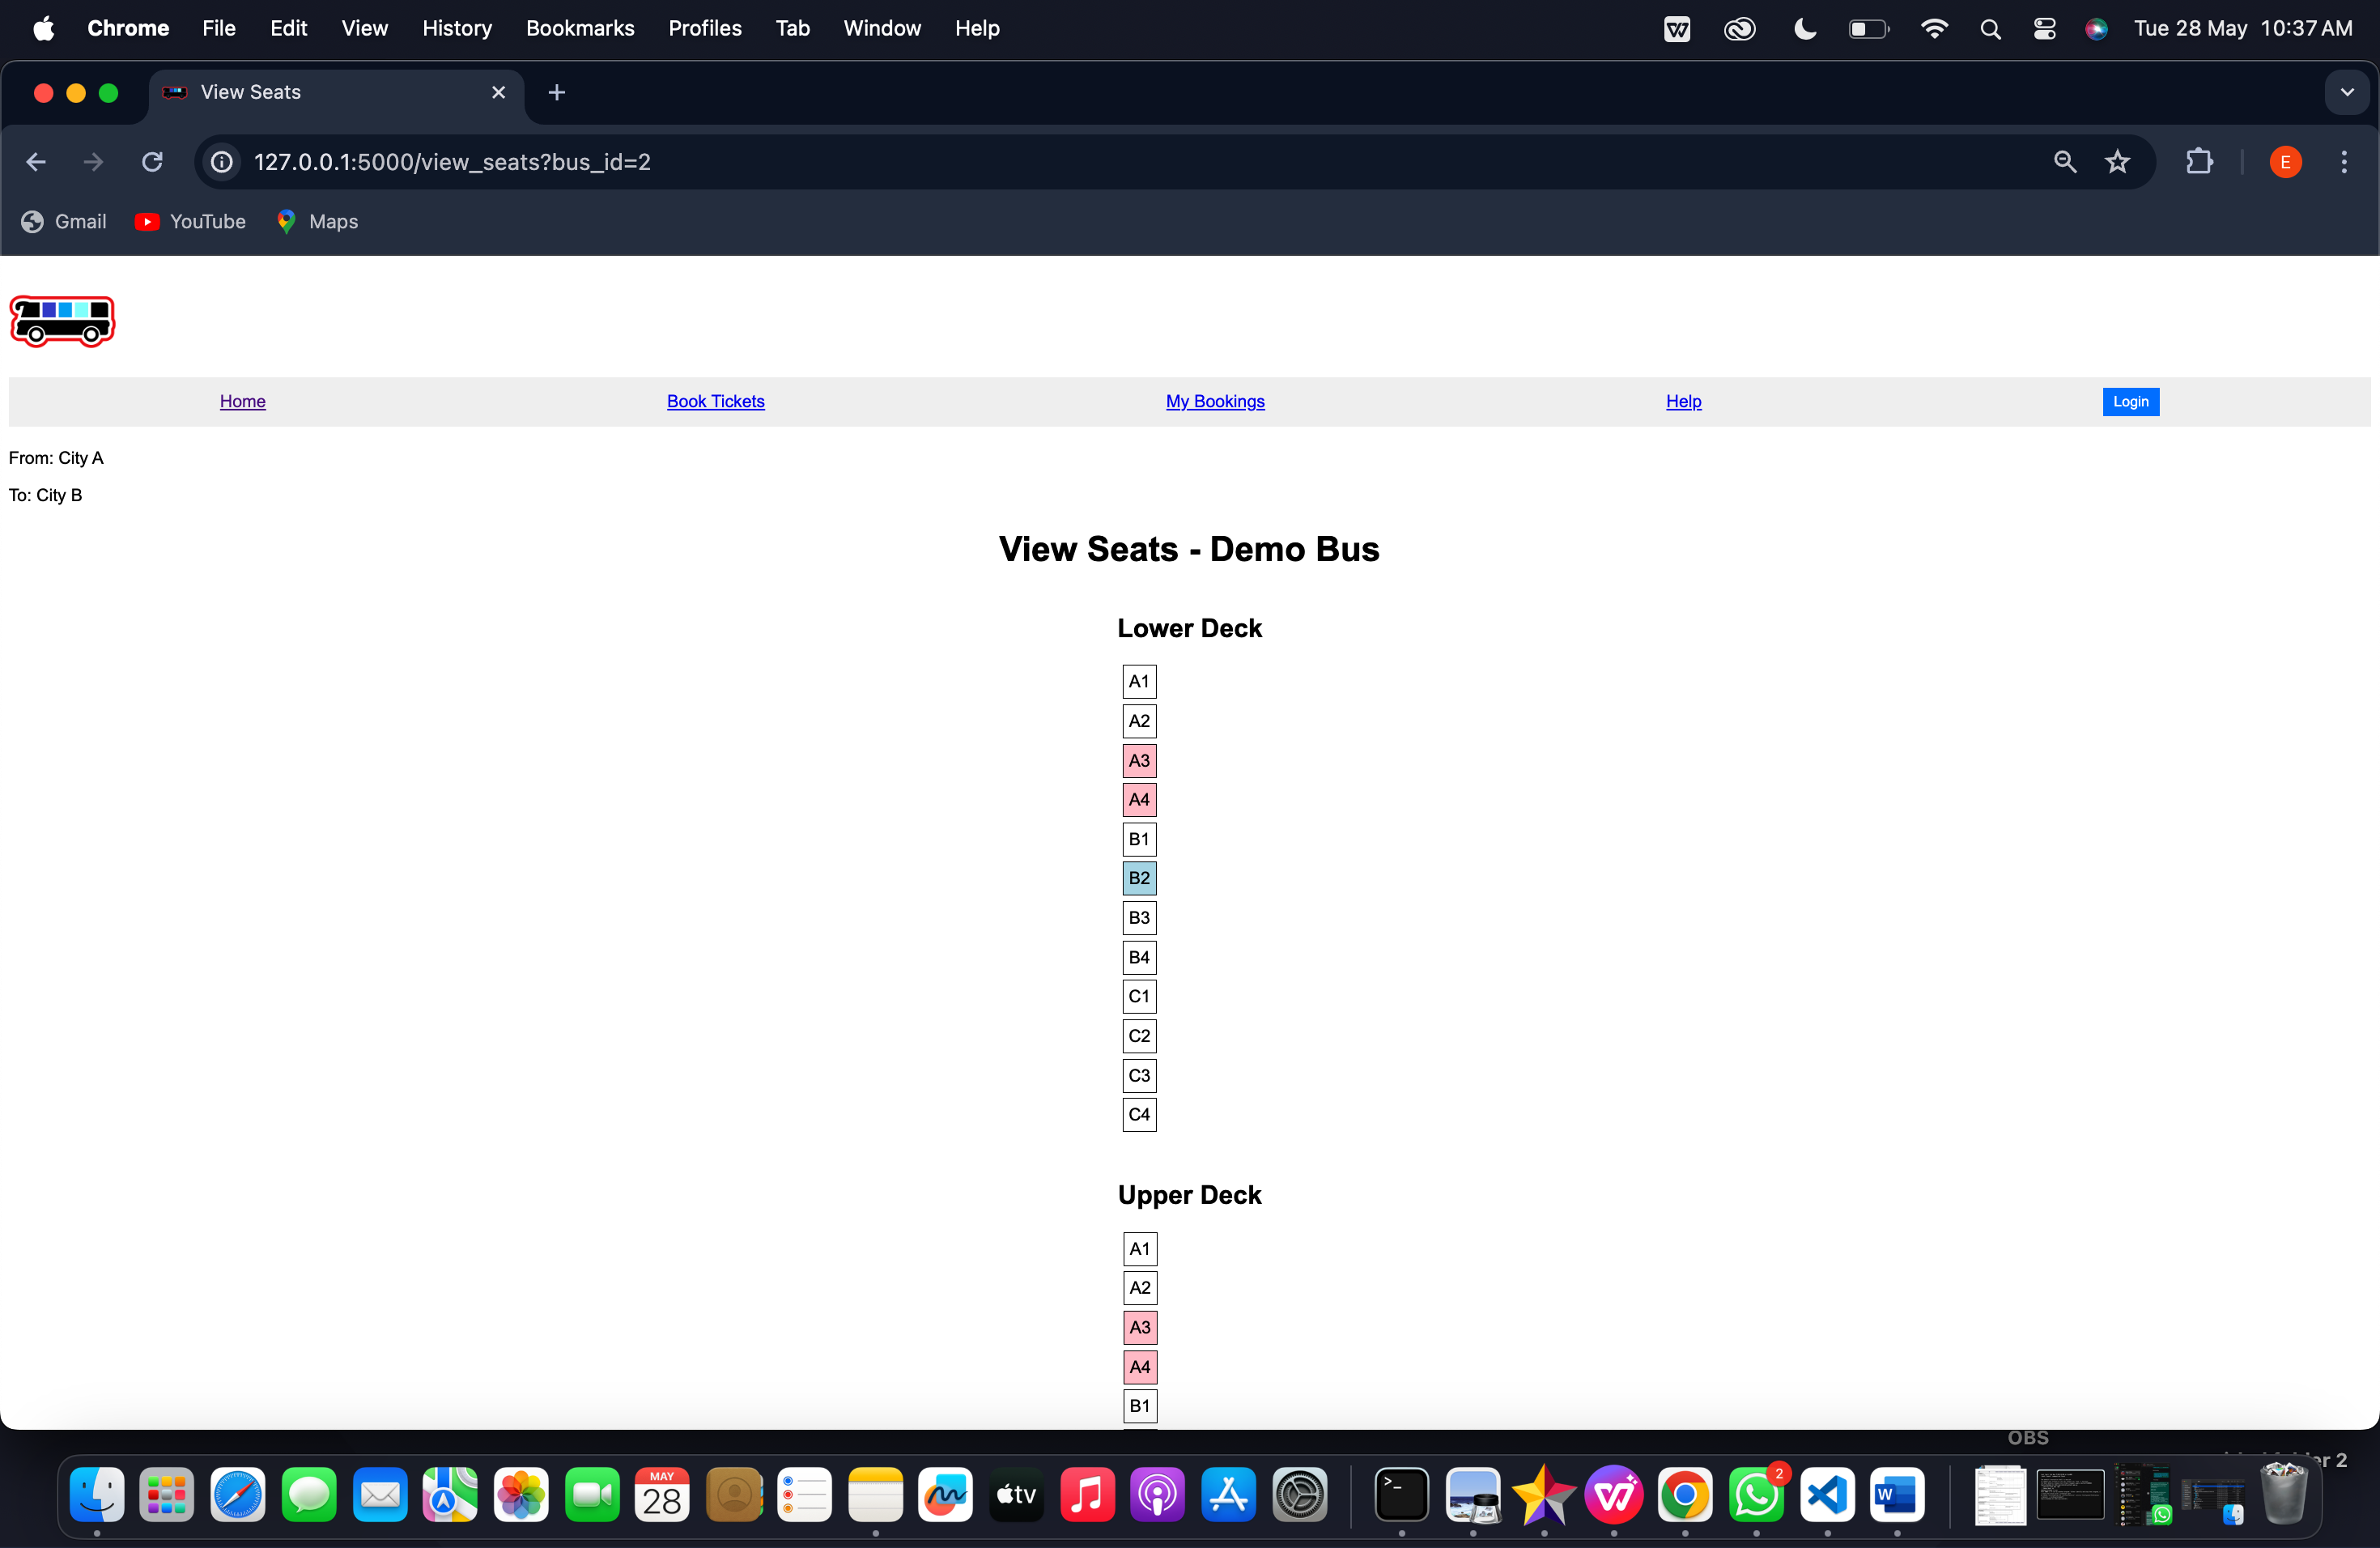 Chrome File Edit View History Bookmarks Profiles Tab Window Help Tue 28 May 10:37 AM
View Seats
127.0.0.1:5000/view_seats?bus_id=2
E
Gmail YouTube Maps
Home Book Tickets My Bookings Help Login
From: City A
To: City B
View Seats - Demo Bus
Lower Deck
A1
A2
A3
A4
B1
B2
B3
B4
C1
C2
C3
C4
Upper Deck
A1
A2
A3
A4
B1
OBS
er 2
MAY
28
tv
2
W